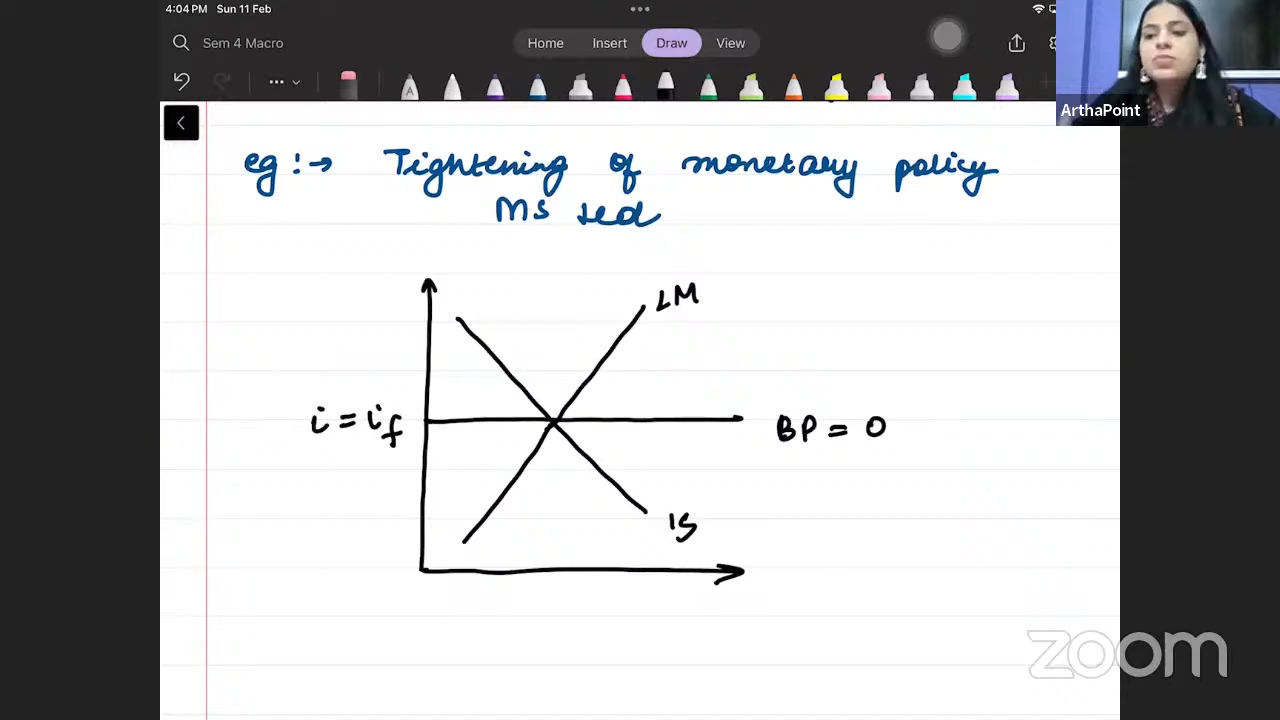 4:04 PM Sun 11 Feb
Sem 4 Macro
Home Insert Draw View
A
ArthaPoint
eg :→ Tightening of monetary policy
MS red
LM
i = if
BP = 0
IS
zoom